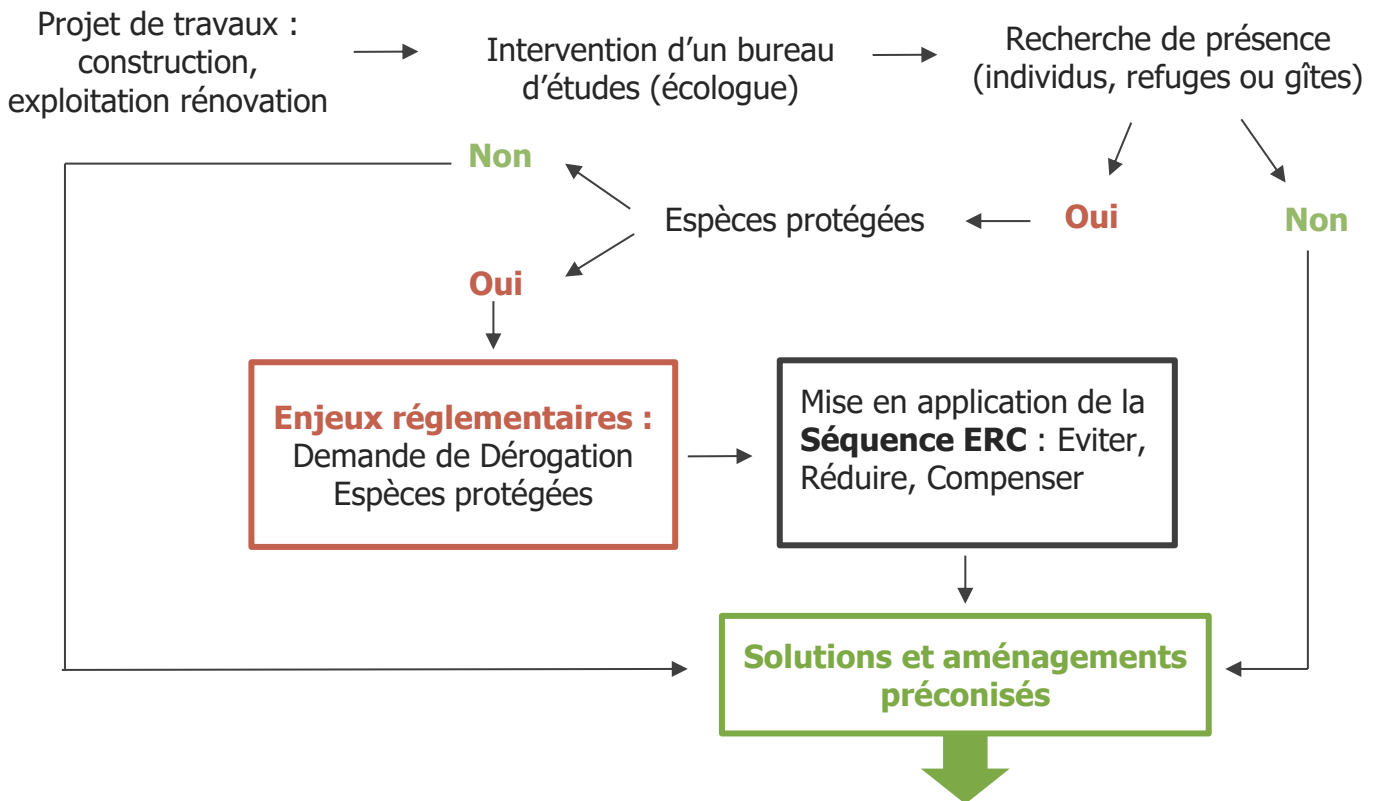 Projet de travaux :
construction,
exploitation rénovation
Intervention d’un bureau
d’études (écologue)
Recherche de présence
(individus, refuges ou gîtes)
Non
Espèces protégées
Oui
Non
Oui
Enjeux réglementaires :
Demande de Dérogation
Espèces protégées
Mise en application de la
Séquence ERC : Eviter,
Réduire, Compenser
Solutions et aménagements
préconisés